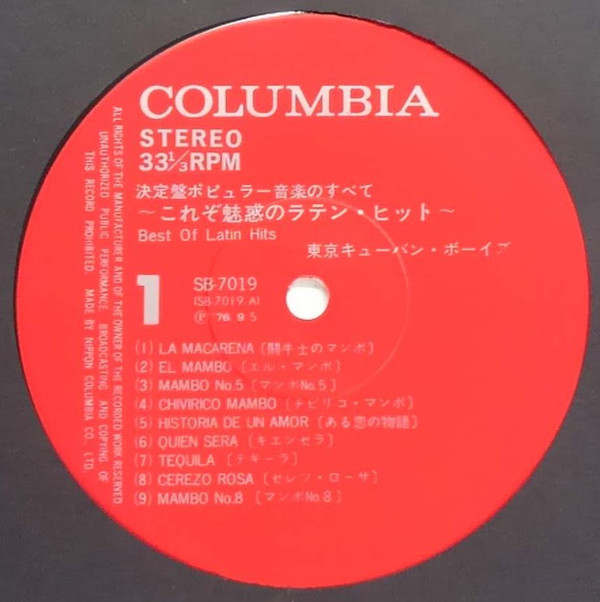 COLUMBIA
STEREO
33⅓RPM
決定盤ポピュラー音楽のすべて
〜これぞ魅惑のラテン・ヒット〜
Best Of Latin Hits
東京キューバン・ボーイズ
1
SB-7019
(SB-7019 A)
Ⓟ '76. 9. 5
(1) LA MACARENA〔闘牛士のマンボ〕
(2) EL MAMBO〔エル・マンボ〕
(3) MAMBO No.5〔マンボNo.5〕
(4) CHIVIRICO MAMBO〔チビリコ・マンボ〕
(5) HISTORIA DE UN AMOR〔ある恋の物語〕
(6) QUIEN SERA〔キエンセラ〕
(7) TEQUILA〔テキーラ〕
(8) CEREZO ROSA〔セレソ・ローサ〕
(9) MAMBO No.8〔マンボNo.8〕
ALL RIGHTS OF THE MANUFACTURER AND OF THE OWNER OF THE RECORDED WORK RESERVED
UNAUTHORIZED PUBLIC PERFORMANCE BROADCASTING AND COPYING OF
THIS RECORD PROHIBITED. MADE BY NIPPON COLUMBIA CO. LTD.